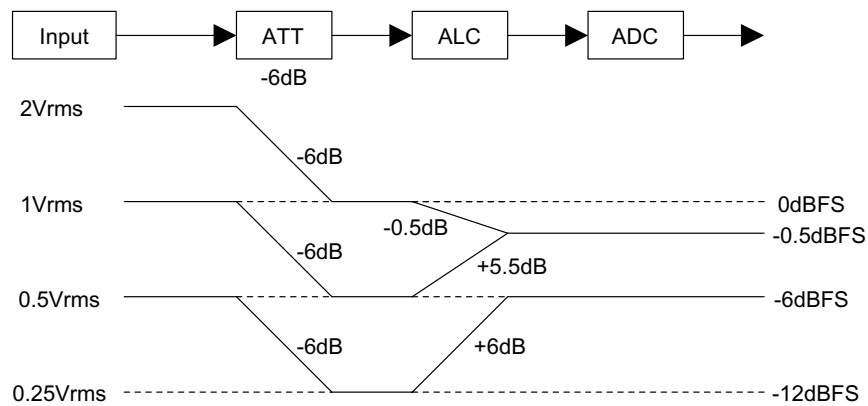 Input ATT ALC ADC
-6dB
2Vrms
-6dB
1Vrms 0dBFS
-0.5dB -0.5dBFS
-6dB +5.5dB
0.5Vrms -6dBFS
-6dB +6dB
0.25Vrms -12dBFS